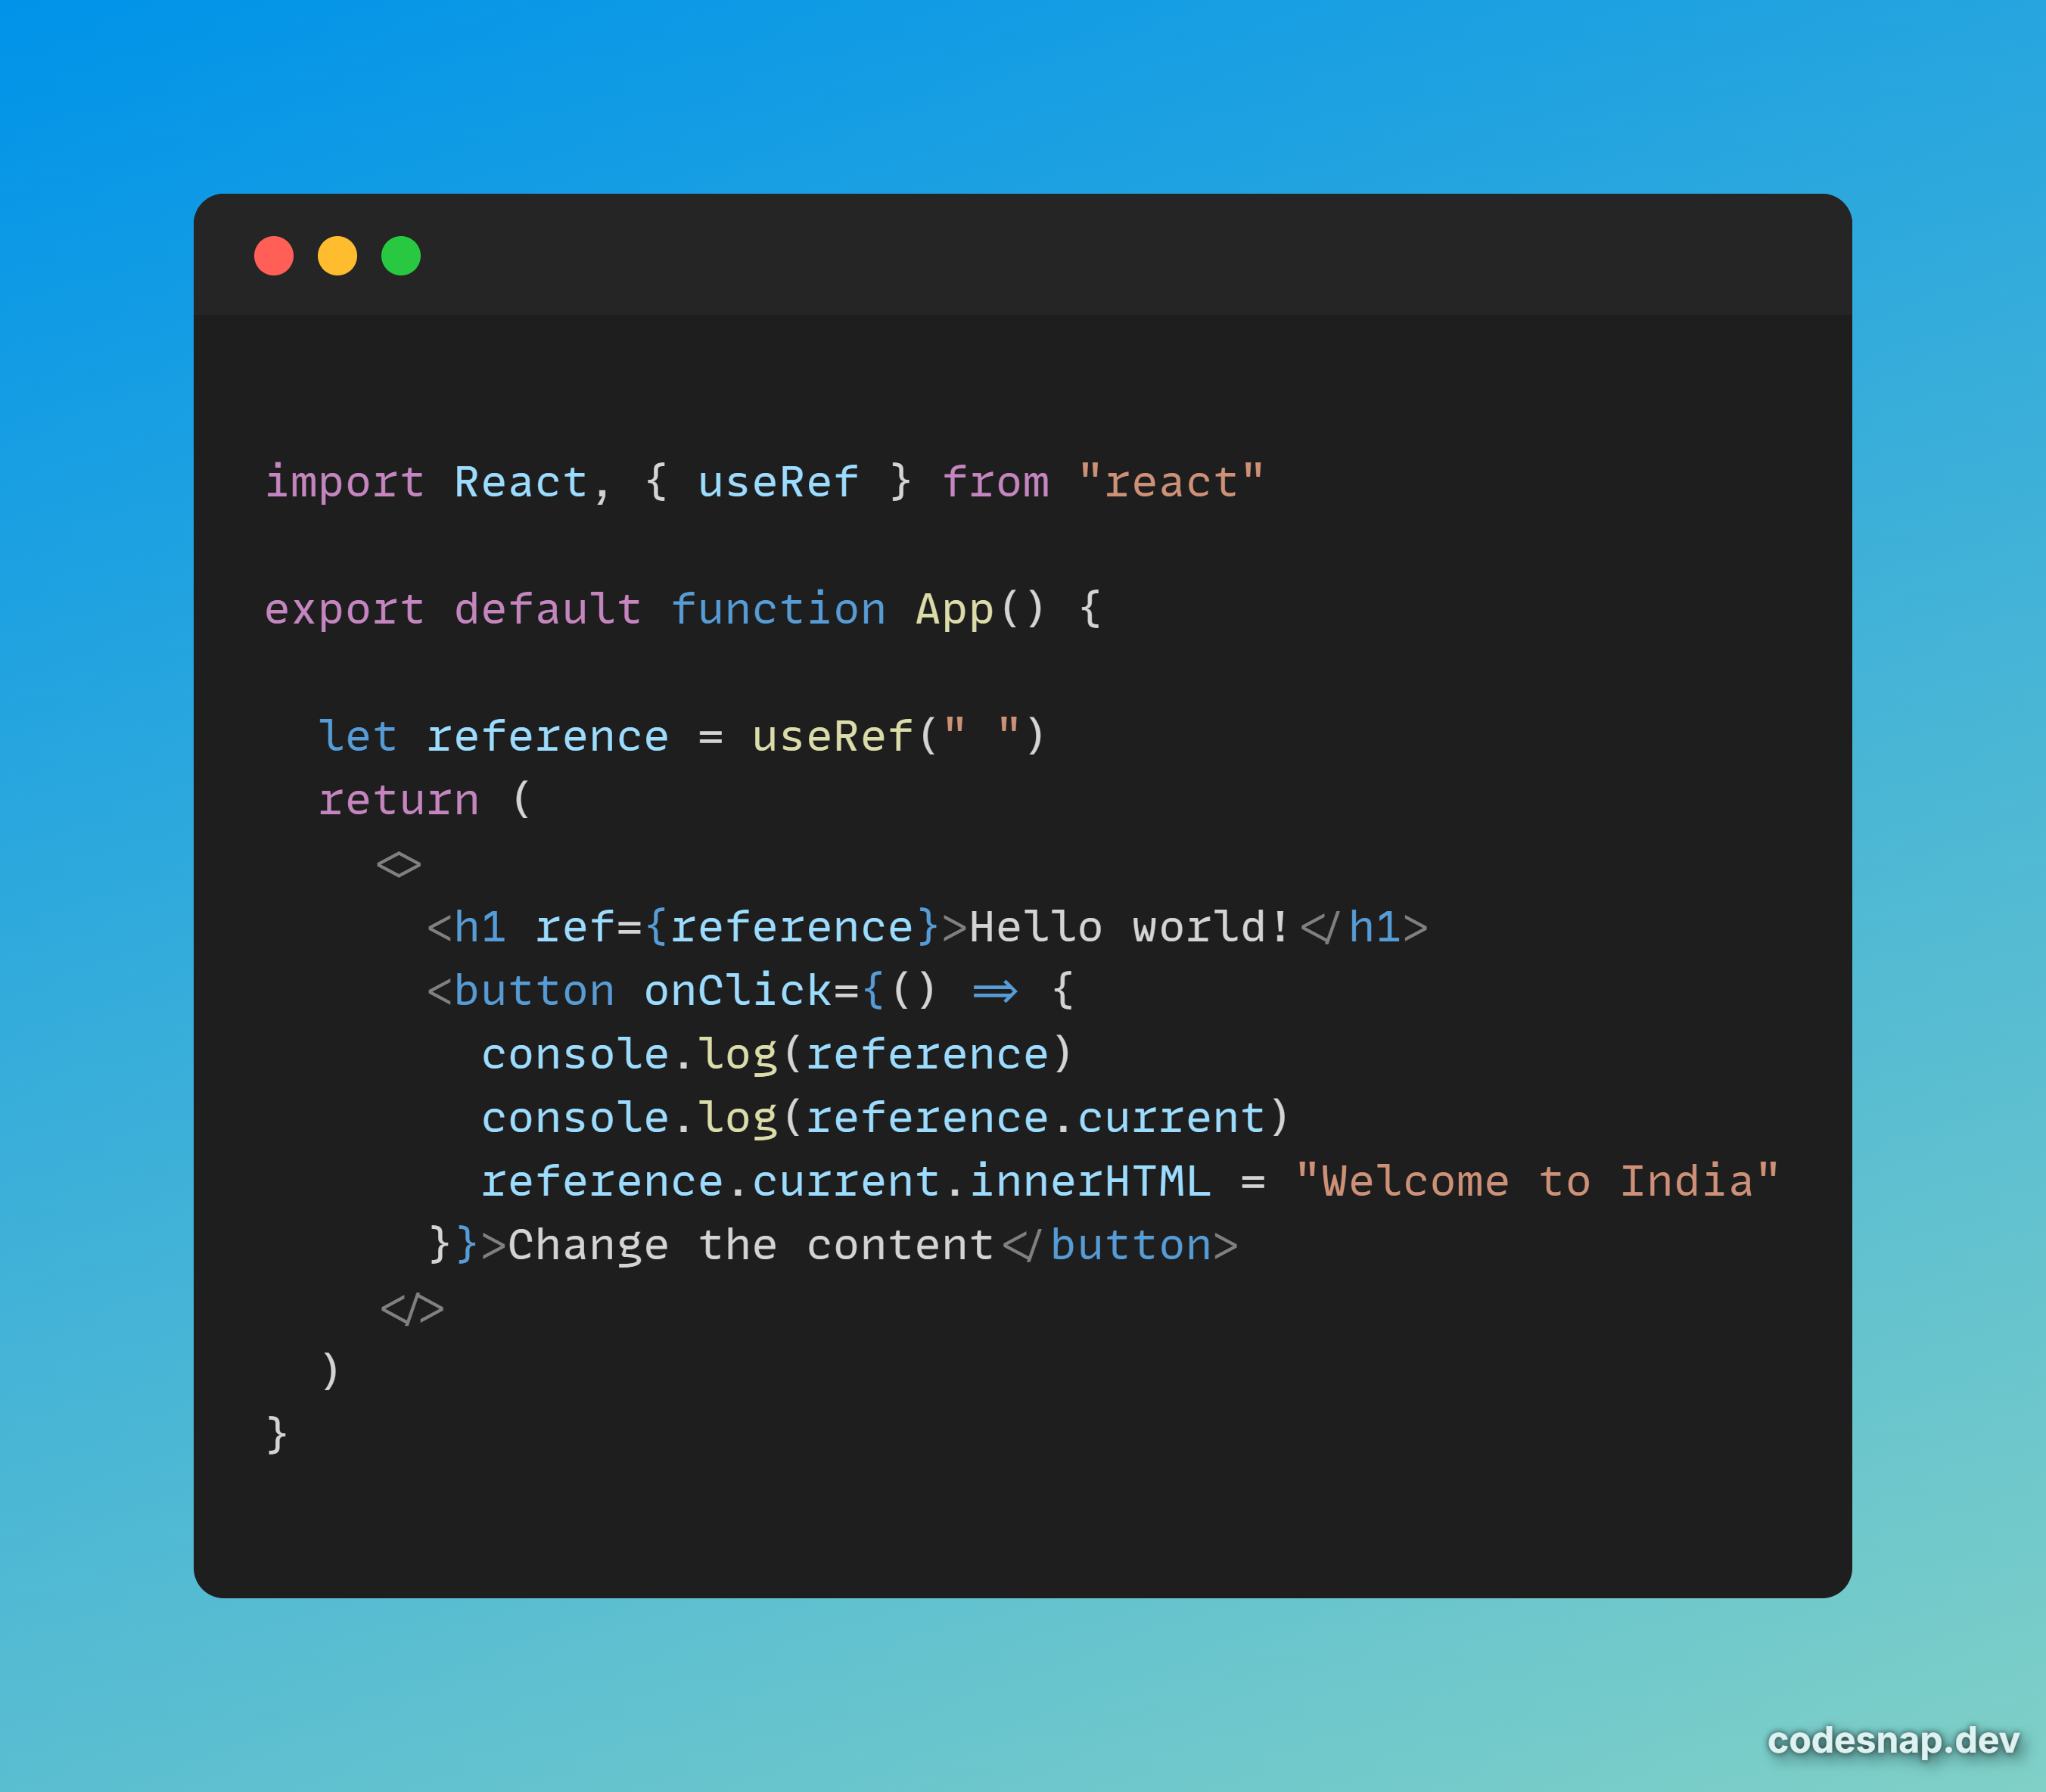 import React, { useRef } from "react"
export default function App() {
let reference = useRef(" ")
return (
<>
<h1 ref={reference}>Hello world!</h1>
<button onClick={() => {
console.log(reference)
console.log(reference.current)
reference.current.innerHTML = "Welcome to India"
}}>Change the content</button>
</>
)
}
codesnap.dev